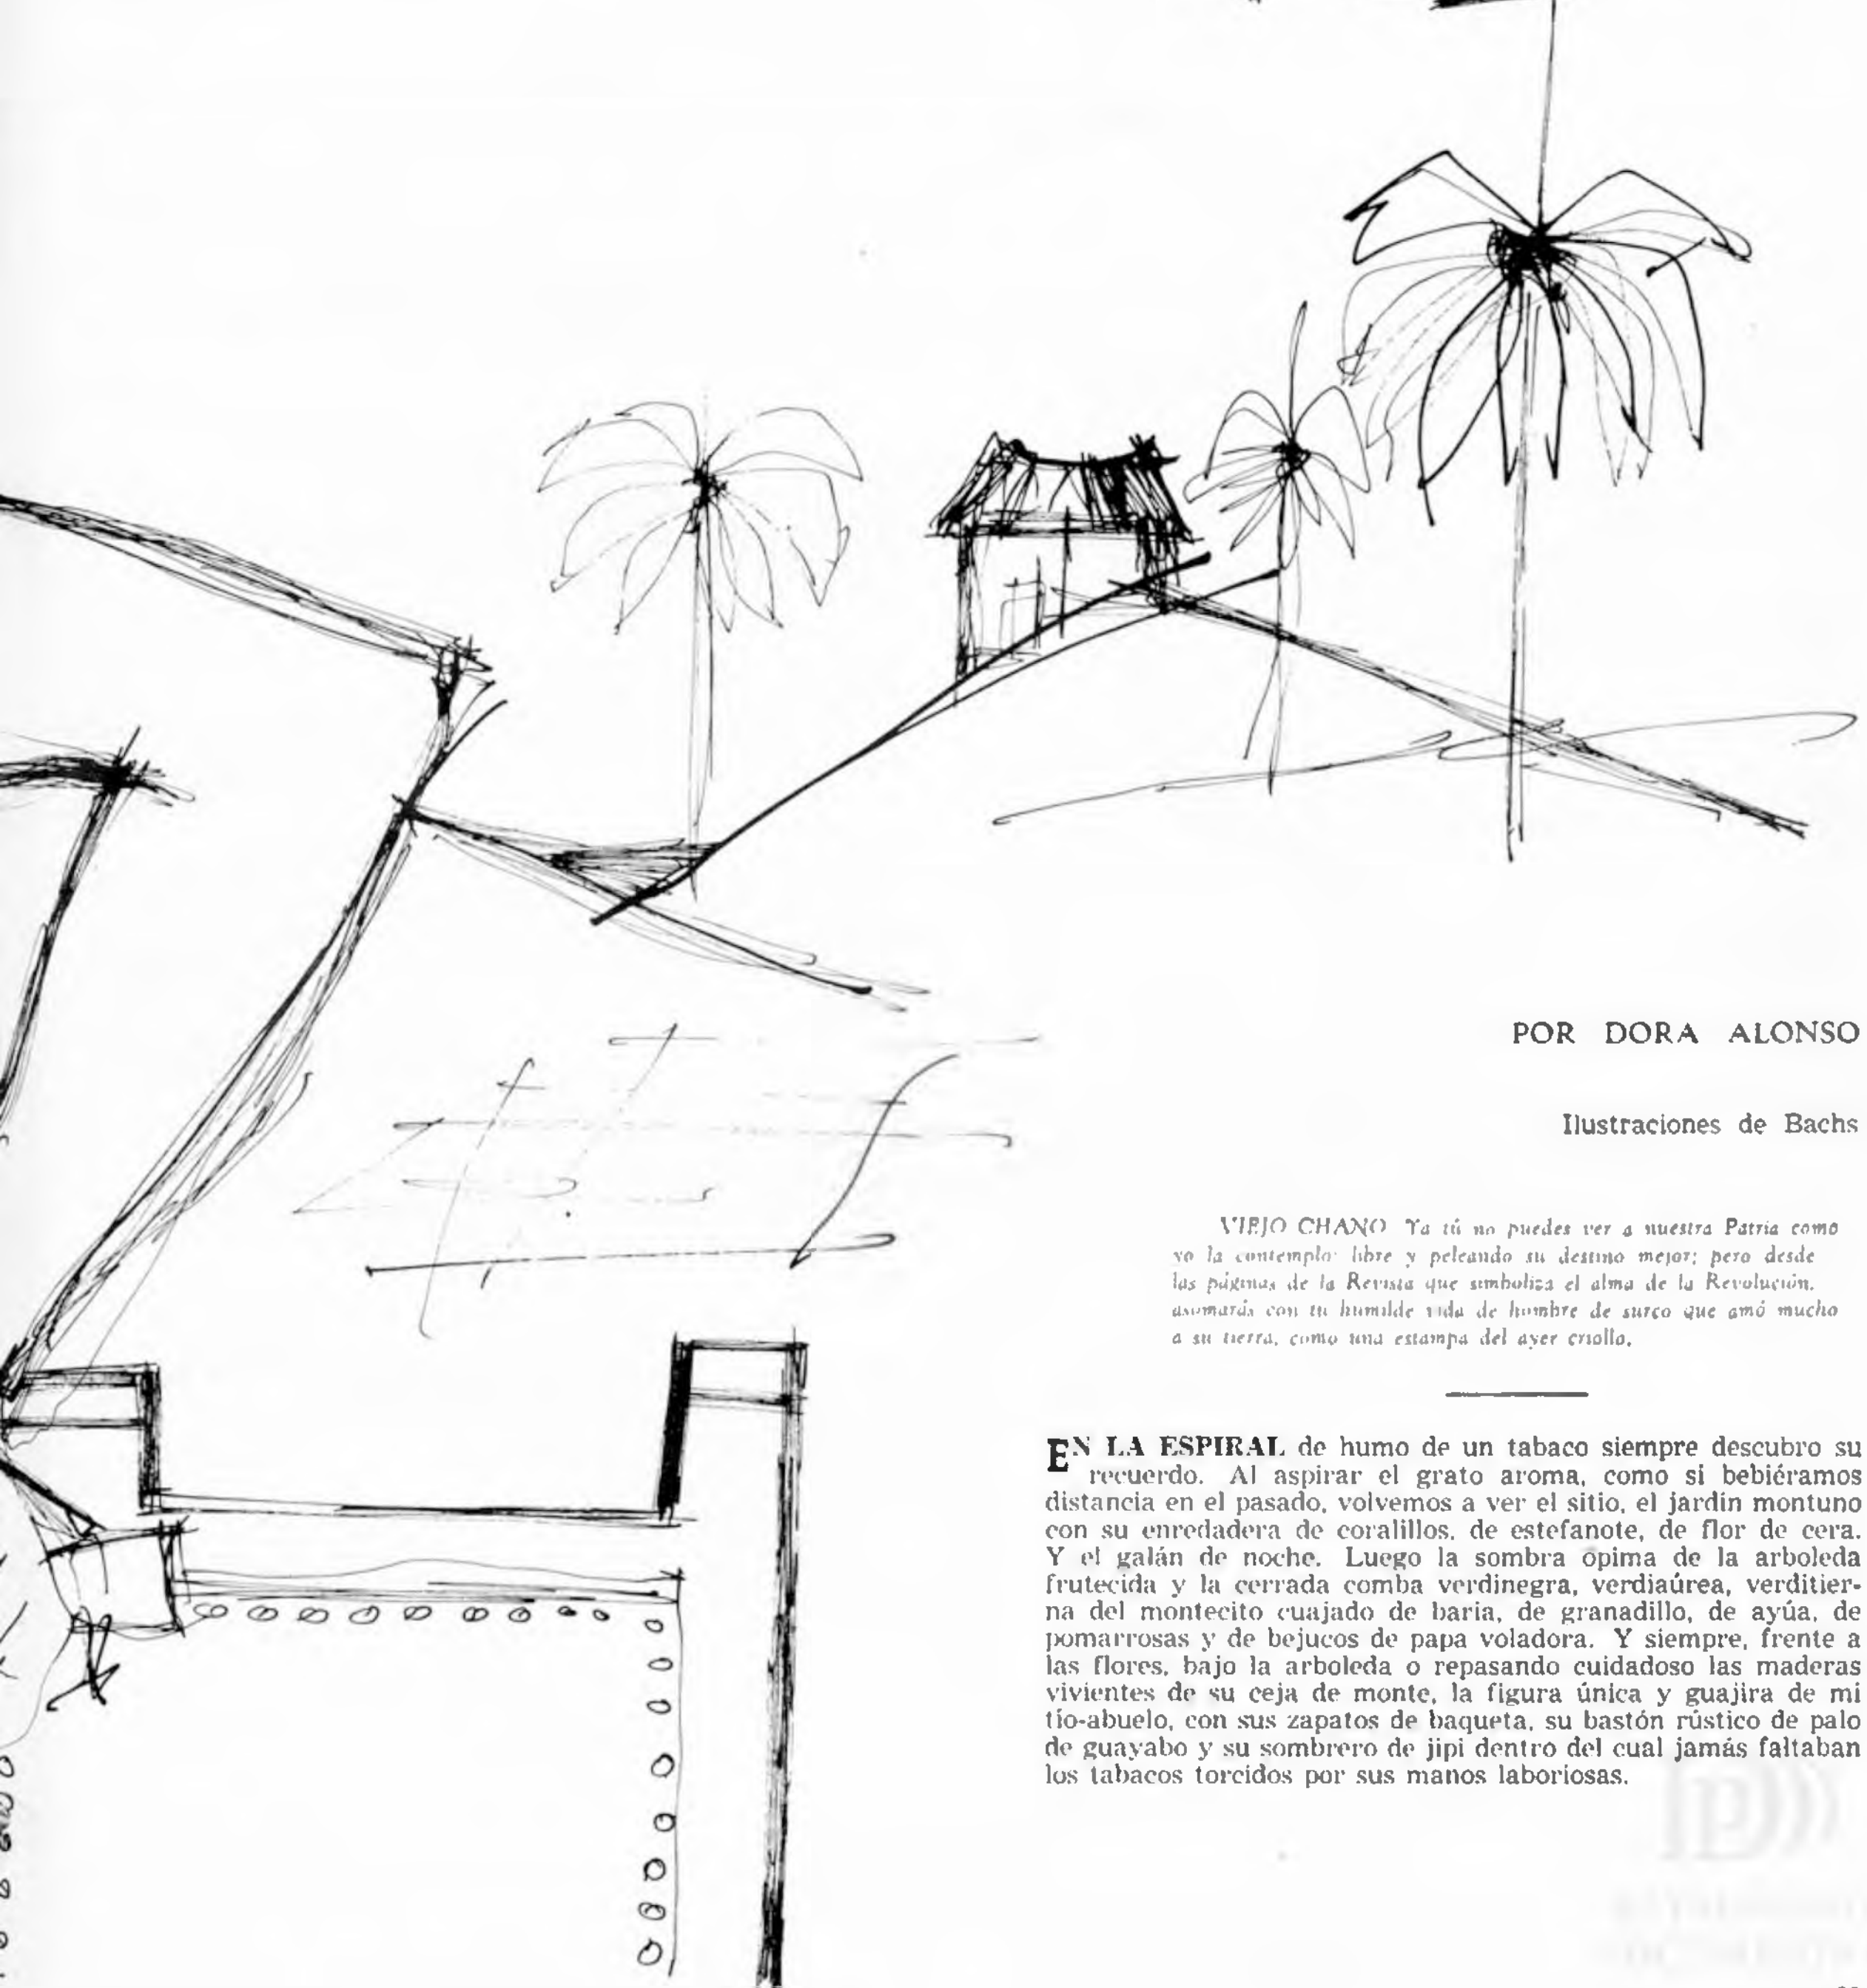 POR DORA ALONSO
Ilustraciones de Bachs
VIEJO CHANO Ya tú no puedes ver a nuestra Patria como
yo la contemplo: libre y peleando su destino mejor; pero desde
las páginas de la Revista que simboliza el alma de la Revolución,
asomarás con tu humilde vida de hombre de surco que amó mucho
a su tierra, como una estampa del ayer criollo.
EN LA ESPIRAL de humo de un tabaco siempre descubro su
recuerdo. Al aspirar el grato aroma, como si bebiéramos
distancia en el pasado, volvemos a ver el sitio, el jardín montuno
con su enredadera de coralillos, de estefanote, de flor de cera.
Y el galán de noche. Luego la sombra opima de la arboleda
frutecida y la cerrada comba verdinegra, verdiaúrea, verditier-
na del montecito cuajado de baria, de granadillo, de ayúa, de
pomarrosas y de bejucos de papa voladora. Y siempre, frente a
las flores, bajo la arboleda o repasando cuidadoso las maderas
vivientes de su ceja de monte, la figura única y guajira de mi
tío-abuelo, con sus zapatos de baqueta, su bastón rústico de palo
de guayabo y su sombrero de jipi dentro del cual jamás faltaban
los tabacos torcidos por sus manos laboriosas.